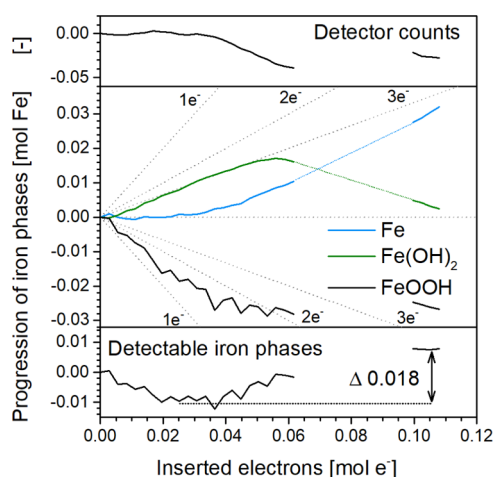 Detector counts
0.00
-0.05
[-]
1e⁻
2e⁻
3e⁻
0.03
0.02
0.01
0.00
-0.01
-0.02
-0.03
Fe
Fe(OH)₂
FeOOH
1e⁻
2e⁻
3e⁻
Progression of iron phases [mol Fe]
0.01
0.00
-0.01
Detectable iron phases
Δ 0.018
0.00 0.02 0.04 0.06 0.08 0.10 0.12
Inserted electrons [mol e⁻]